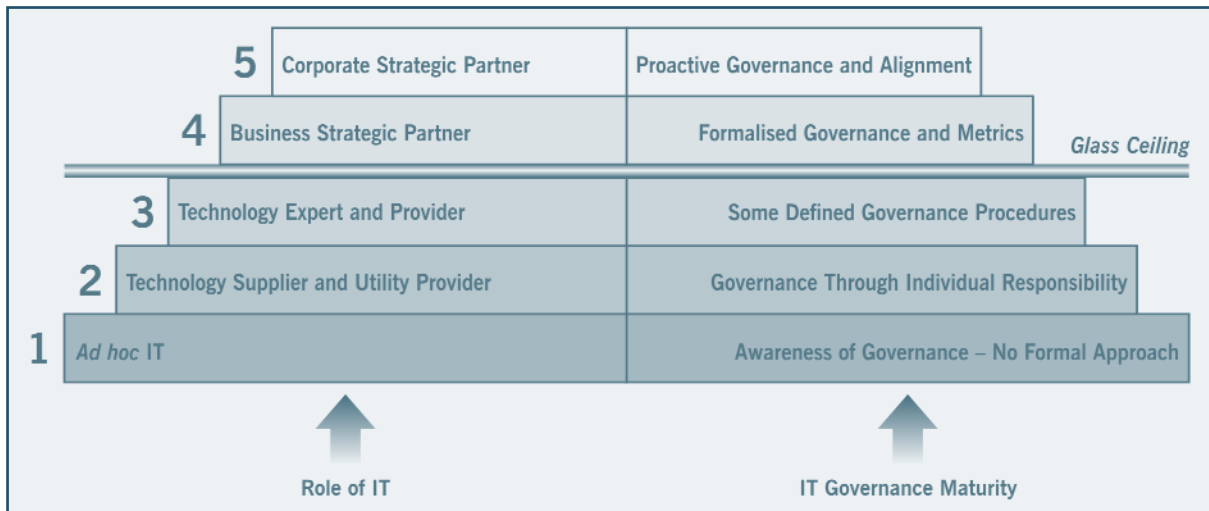 5 Corporate Strategic Partner Proactive Governance and Alignment
4 Business Strategic Partner Formalised Governance and Metrics
Glass Ceiling
3 Technology Expert and Provider Some Defined Governance Procedures
2 Technology Supplier and Utility Provider Governance Through Individual Responsibility
1 Ad hoc IT Awareness of Governance – No Formal Approach
Role of IT IT Governance Maturity